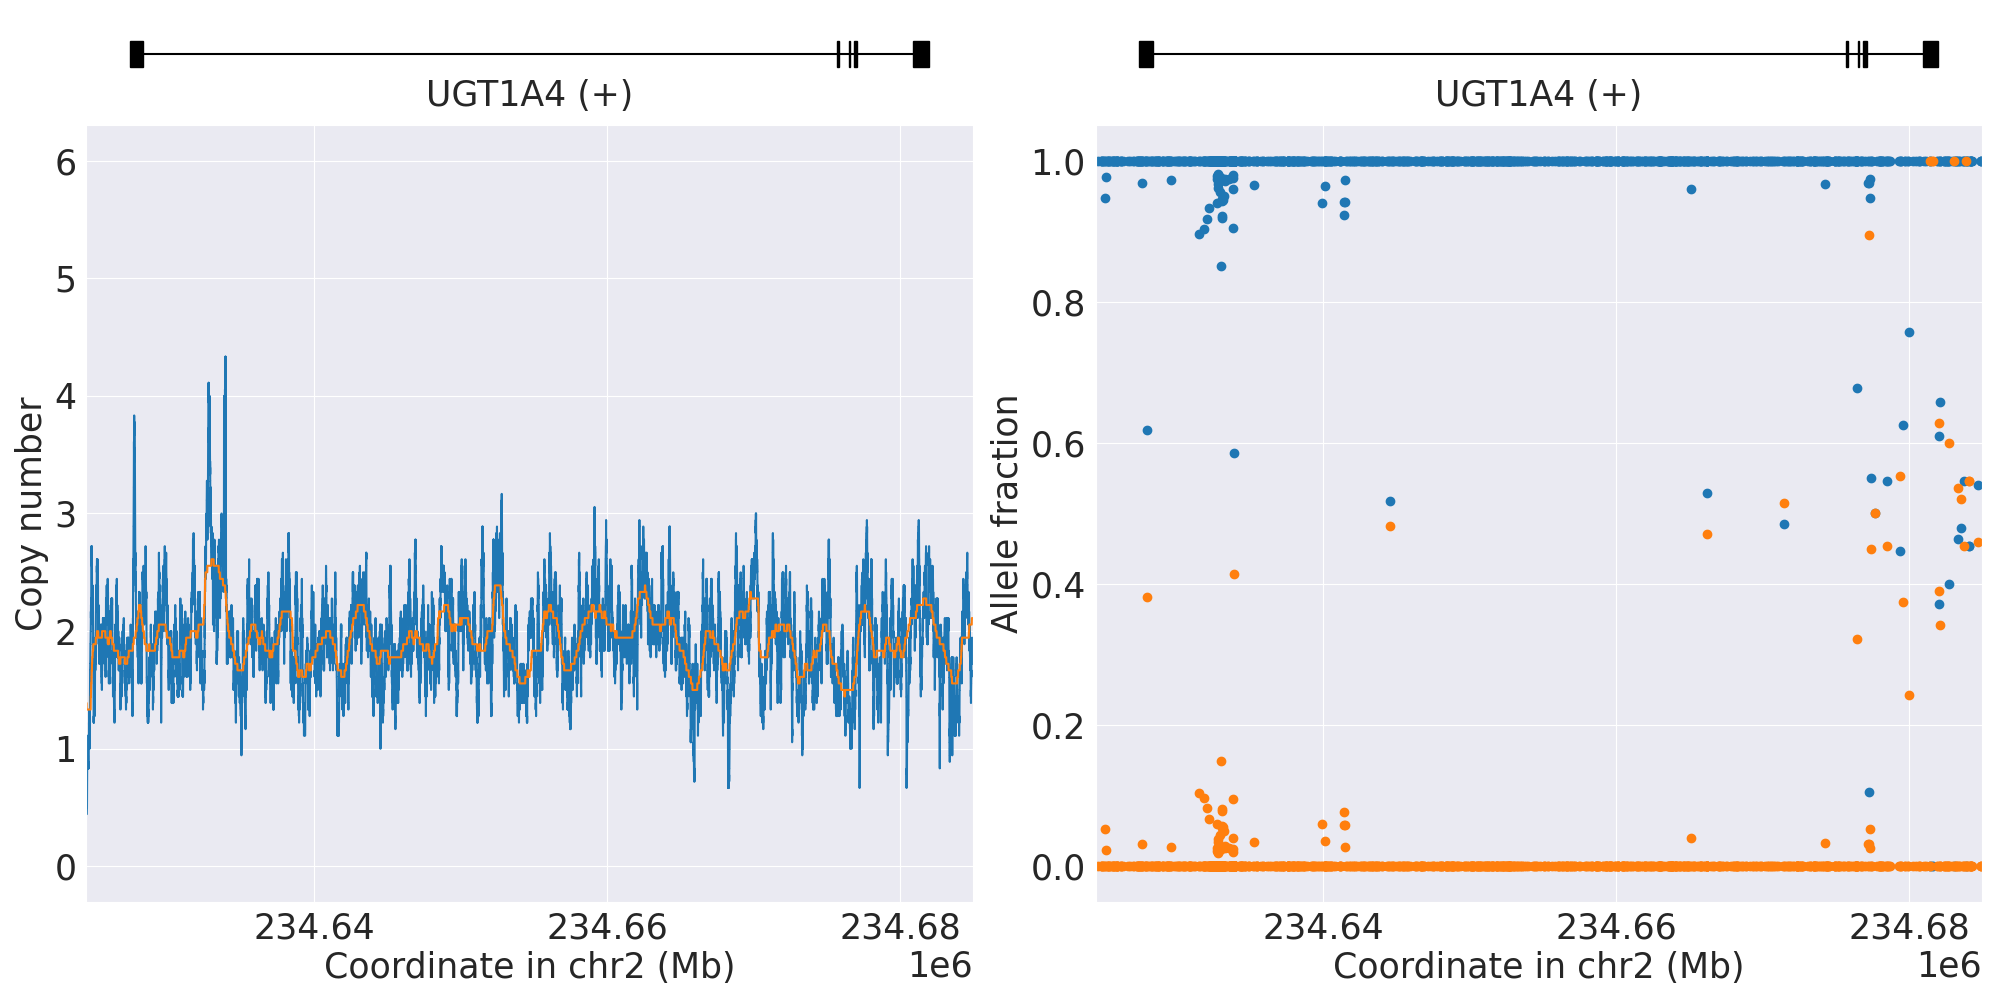 UGT1A4 (+)
6
5
4
3
2
1
0
Copy number
234.64
234.66
234.68
Coordinate in chr2 (Mb)
1e6
UGT1A4 (+)
1.0
0.8
0.6
0.4
0.2
0.0
Allele fraction
234.64
234.66
234.68
Coordinate in chr2 (Mb)
1e6